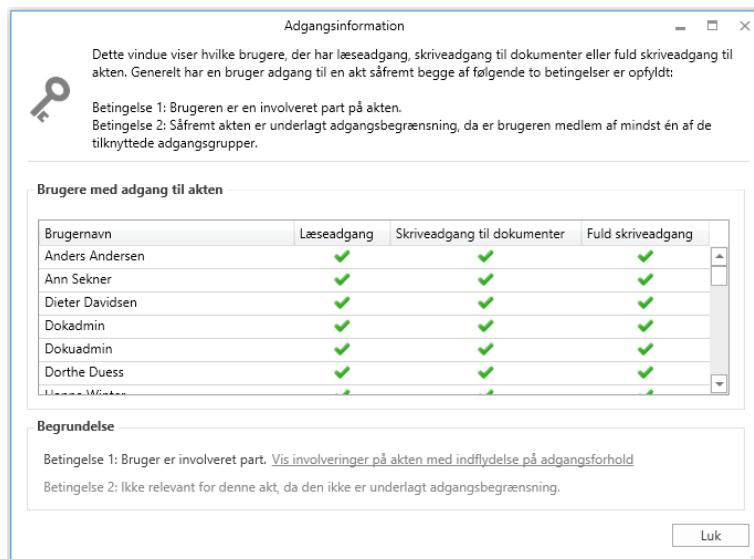 Adgangsinformation
Dette vindue viser hvilke brugere, der har læseadgang, skriveadgang til dokumenter eller fuld skriveadgang til
akten. Generelt har en bruger adgang til en akt såfremt begge af følgende to betingelser er opfyldt:
Betingelse 1: Brugeren er en involveret part på akten.
Betingelse 2: Såfremt akten er underlagt adgangsbegrænsning, da er brugeren medlem af mindst én af de
tilknyttede adgangsgrupper.
Brugere med adgang til akten
Brugernavn Læseadgang Skriveadgang til dokumenter Fuld skriveadgang
Anders Andersen
Ann Sekner
Dieter Davidsen
Dokadmin
Dokuadmin
Dorthe Duess
Begrundelse
Betingelse 1: Bruger er involveret part. Vis involveringer på akten med indflydelse på adgangsforhold
Betingelse 2: Ikke relevant for denne akt, da den ikke er underlagt adgangsbegrænsning.
Luk